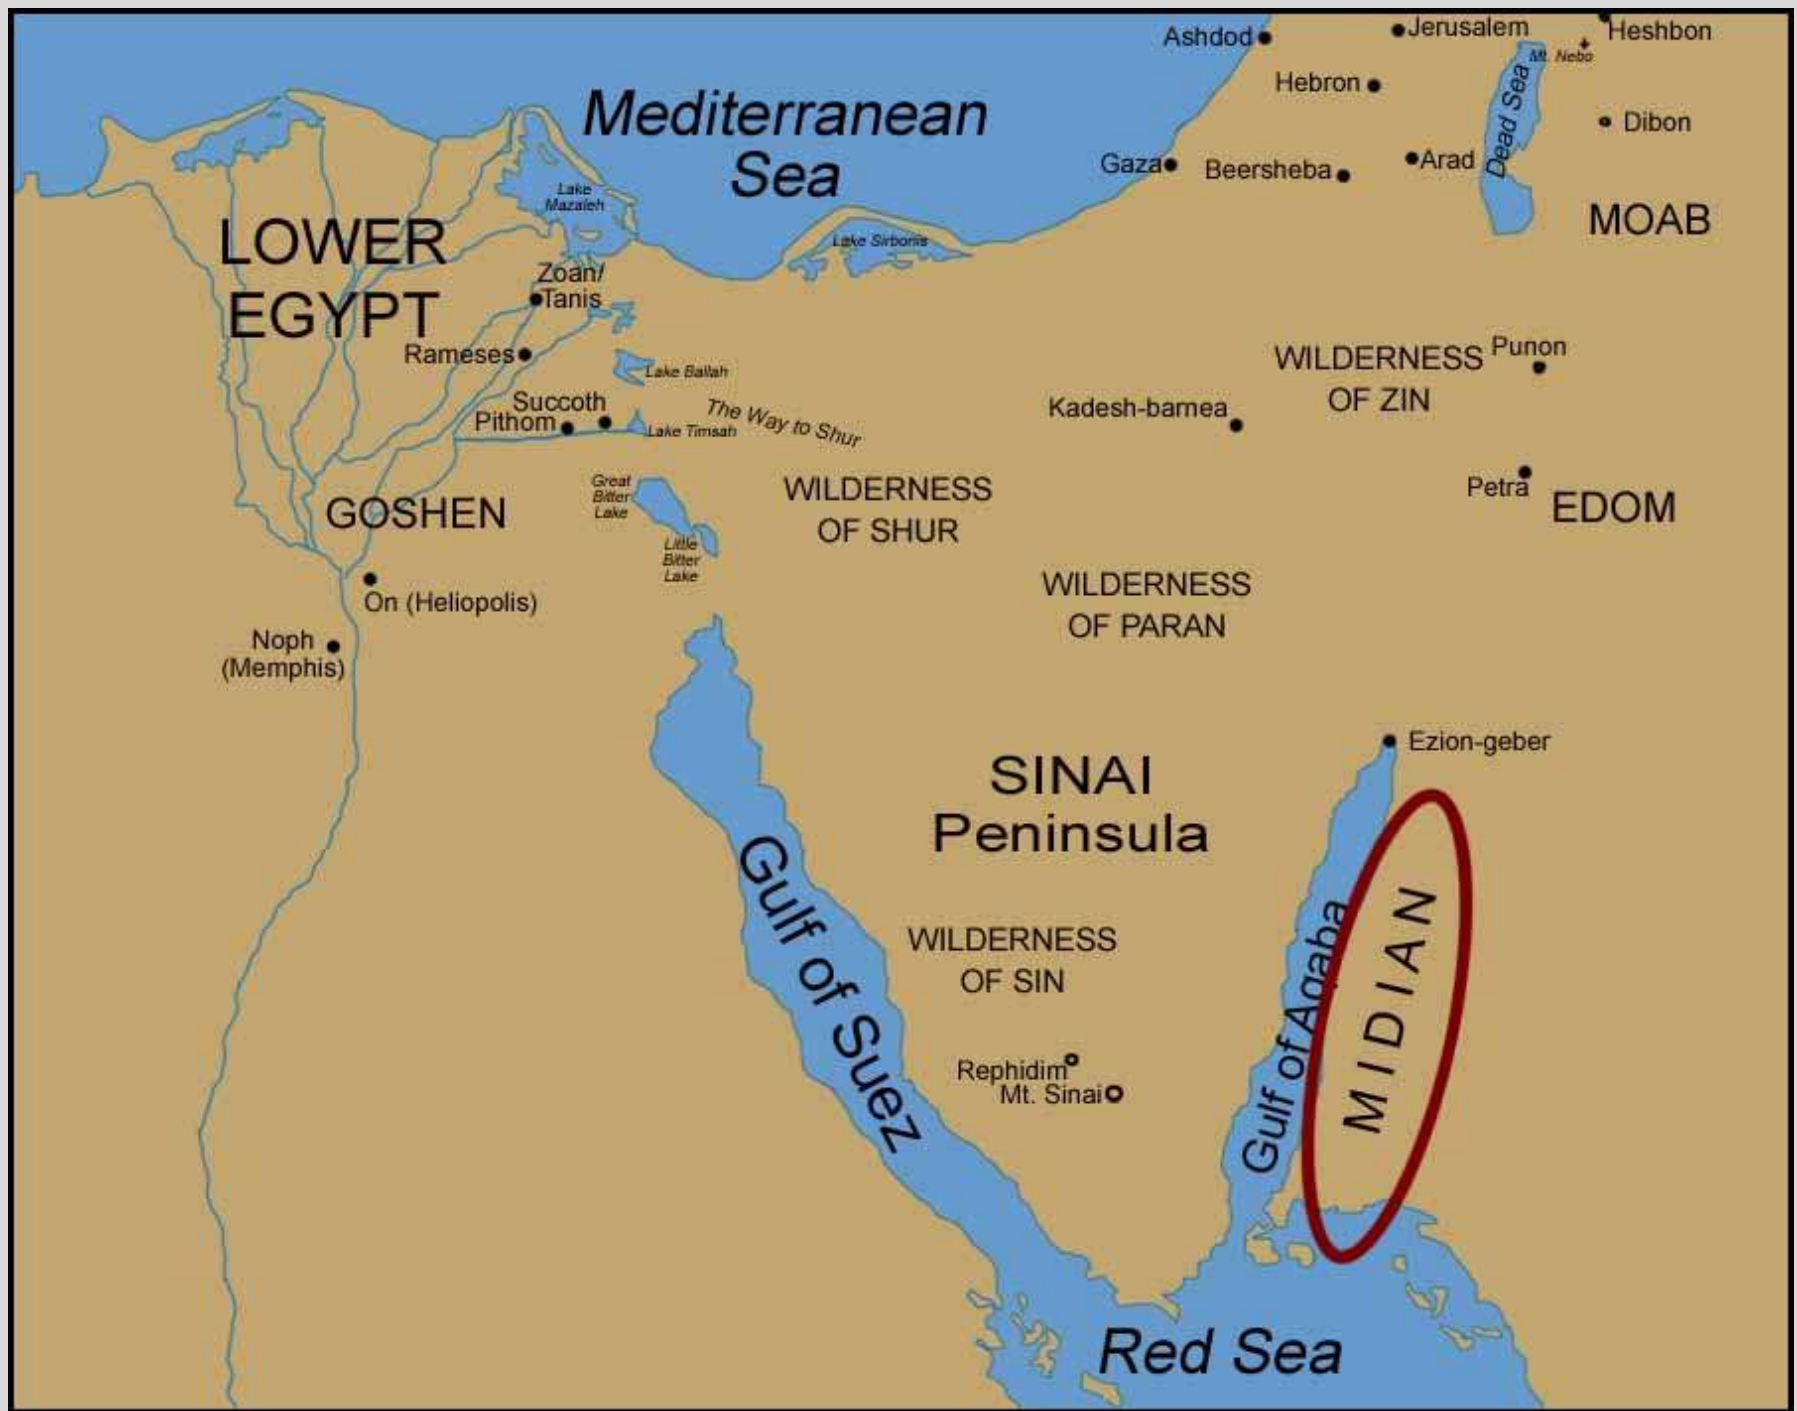 Ashdod
Jerusalem
Heshbon
Mt. Nebo
Hebron
Dead Sea
Dibon
Mediterranean
Sea
Gaza
Beersheba
Arad
MOAB
Lake
Mazaleh
LOWER
EGYPT
Lake Sirbonis
Zoan/
Tanis
Rameses
Lake Ballah
WILDERNESS
OF ZIN
Punon
Succoth
Pithom
Lake Timsah
The Way to Shur
Kadesh-barnea
Great
Bitter
Lake
WILDERNESS
OF SHUR
Petra
EDOM
GOSHEN
Little
Bitter
Lake
On (Heliopolis)
WILDERNESS
OF PARAN
Noph
(Memphis)
Ezion-geber
SINAI
Peninsula
Gulf of Suez
WILDERNESS
OF SIN
Gulf of Aqaba
MIDIAN
Rephidim
Mt. Sinai
Red Sea